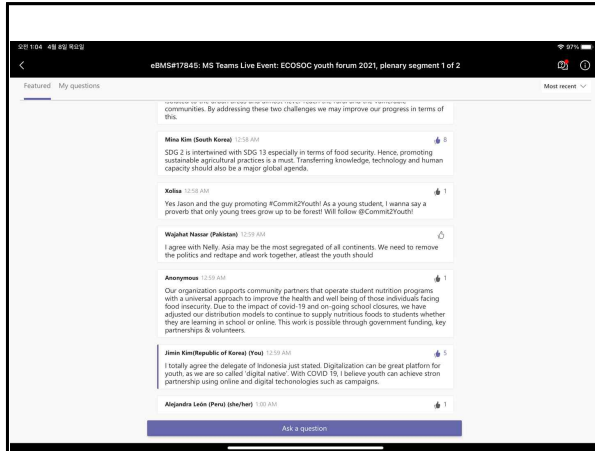 오전 1:04 4월 8일 목요일
97%
eBMS#17845: MS Teams Live Event: ECOSOC youth forum 2021, plenary segment 1 of 2
Featured My questions
Most recent
communities. By addressing these two challenges we may improve our progress in terms of
this.
Mina Kim (South Korea) 12:58 AM
8
SDG 2 is intertwined with SDG 13 especially in terms of food security. Hence, promoting
sustainable agricultural practices is a must. Transferring knowledge, technology and human
capacity should also be a major global agenda.
Xolisa 12:58 AM
1
Yes Jason and the guy promoting #Commit2Youth! As a young student, I wanna say a
proverb that only young trees grow up to be forest! Will follow @Commit2Youth!
Wajahat Nassar (Pakistan) 12:59 AM
I agree with Nelly. Asia may be the most segregated of all continents. We need to remove
the politics and redtape and work together, atleast the youth should
Anonymous 12:59 AM
1
Our organization supports community partners that operate student nutrition programs
with a universal approach to improve the health and well being of those individuals facing
food insecurity. Due to the impact of covid-19 and on-going school closures, we have
adjusted our distribution models to continue to supply nutritious foods to students whether
they are learning in school or online. This work is possible through government funding, key
partnerships & volunteers.
Jimin Kim(Republic of Korea) (You) 12:59 AM
5
I totally agree the delegate of Indonesia just stated. Digitalization can be great platform for
youth, as we are so called 'digital native'. With COVID 19, I believe youth can achieve stron
partnership using online and digital techonologies such as campaigns.
Alejandra León (Peru) (she/her) 1:00 AM
1
Ask a question